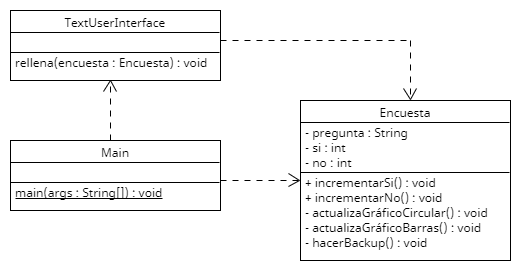 TextUserInterface
rellena(encuesta : Encuesta) : void
Main
main(args : String[]) : void
Encuesta
- pregunta : String
- si : int
- no : int
+ incrementarSi() : void
+ incrementarNo() : void
- actualizaGráficoCircular() : void
- actualizaGráficoBarras() : void
- hacerBackup() : void